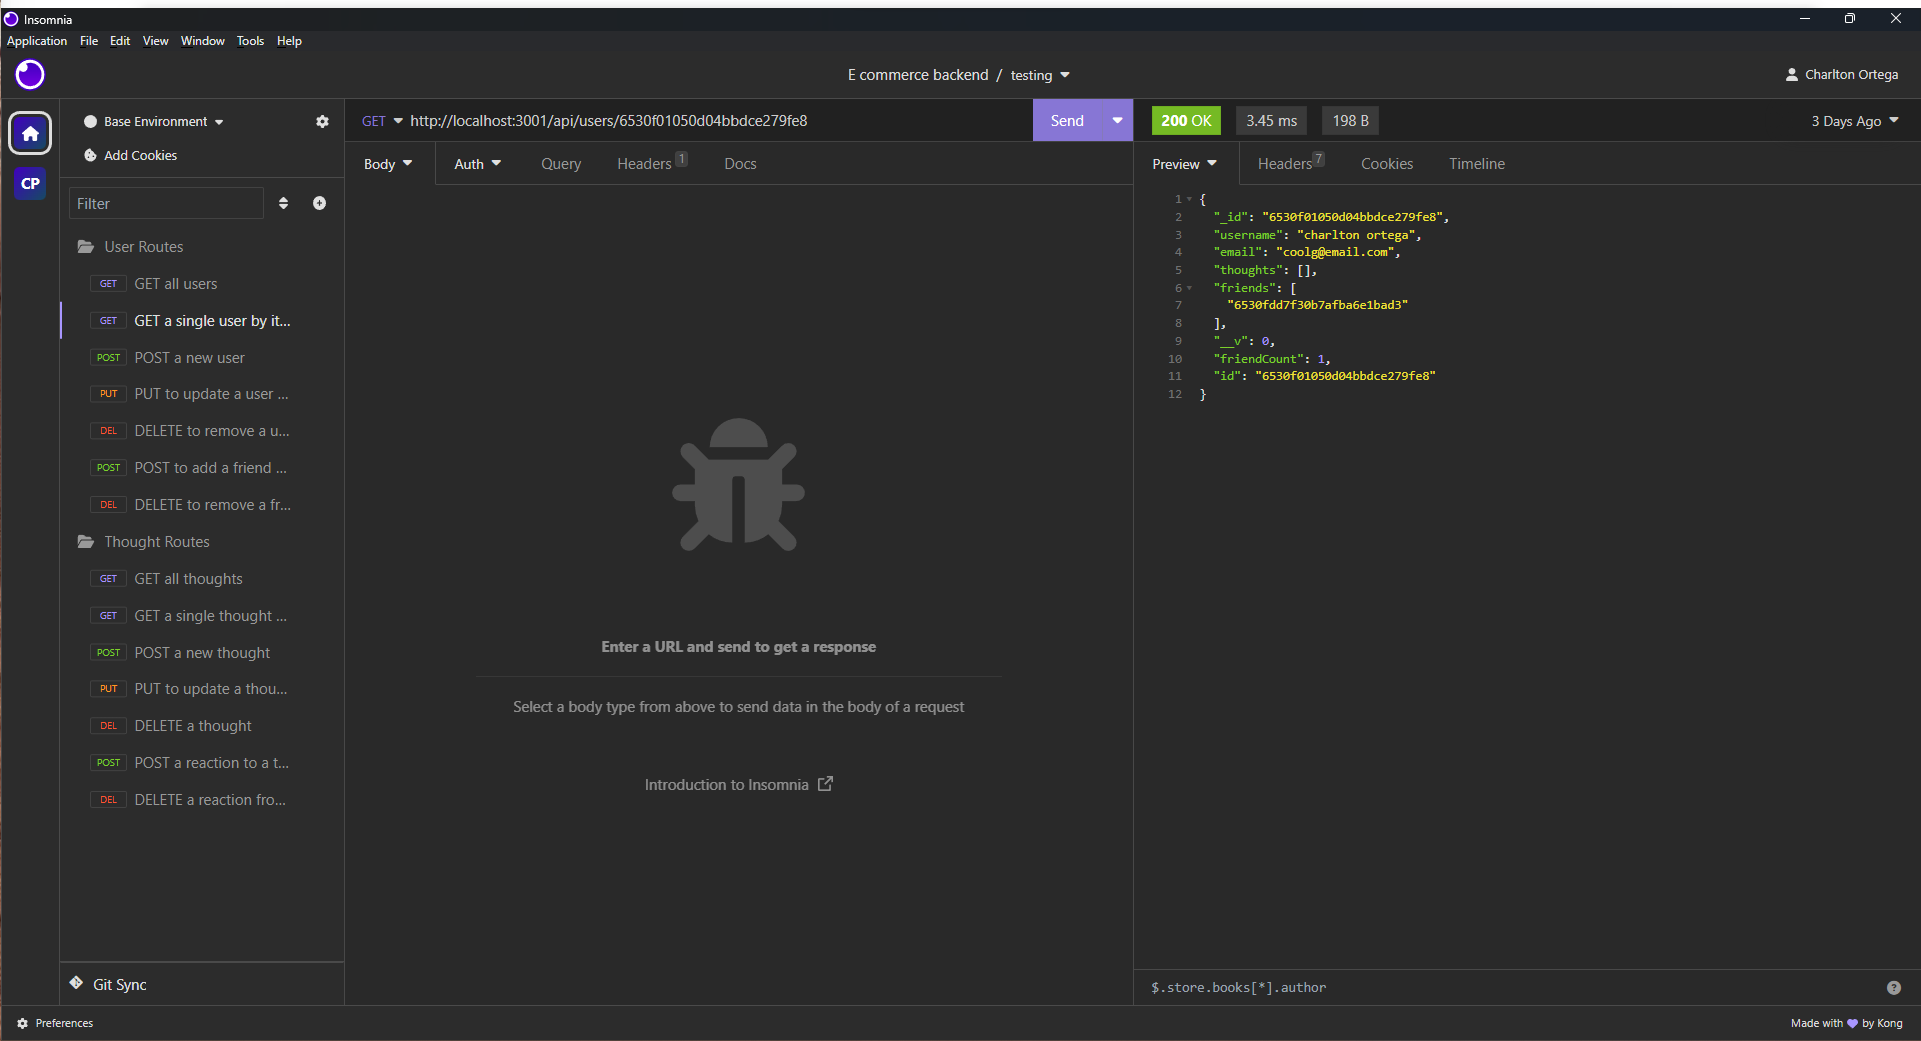 Insomnia
Application File Edit View Window Tools Help
E commerce backend / testing
Charlton Ortega
Base Environment
Add Cookies
CP
Filter
User Routes
GET GET all users
GET GET a single user by it...
POST POST a new user
PUT PUT to update a user ...
DEL DELETE to remove a u...
POST POST to add a friend ...
DEL DELETE to remove a fr...
Thought Routes
GET GET all thoughts
GET GET a single thought ...
POST POST a new thought
PUT PUT to update a thou...
DEL DELETE a thought
POST POST a reaction to a t...
DEL DELETE a reaction fro...
Git Sync
Preferences
GET http://localhost:3001/api/users/6530f01050d04bbdce279fe8 Send
Body Auth Query Headers 1 Docs
Enter a URL and send to get a response
Select a body type from above to send data in the body of a request
Introduction to Insomnia
200 OK 3.45 ms 198 B 3 Days Ago
Preview Headers 7 Cookies Timeline
1 {
2 "_id": "6530f01050d04bbdce279fe8",
3 "username": "charlton ortega",
4 "email": "coolg@email.com",
5 "thoughts": [],
6 "friends": [
7 "6530fdd7f30b7afba6e1bad3"
8 ],
9 "__v": 0,
10 "friendCount": 1,
11 "id": "6530f01050d04bbdce279fe8"
12 }
$.store.books[*].author
?
Made with by Kong